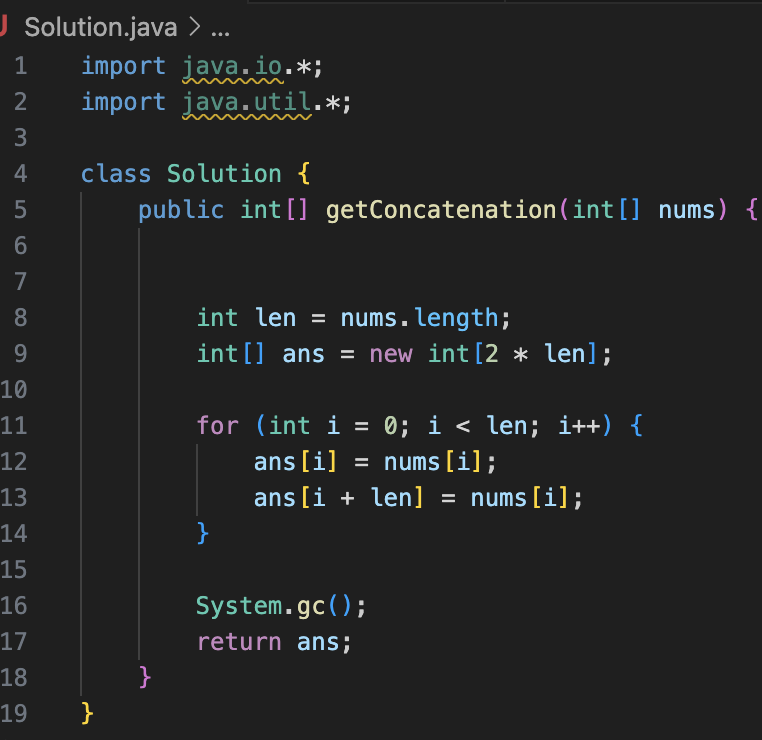 Solution.java > ...
1 import java.io.*;
2 import java.util.*;
3
4 class Solution {
5     public int[] getConcatenation(int[] nums) {
6
7
8         int len = nums.length;
9         int[] ans = new int[2 * len];
10
11         for (int i = 0; i < len; i++) {
12             ans[i] = nums[i];
13             ans[i + len] = nums[i];
14         }
15
16         System.gc();
17         return ans;
18     }
19 }